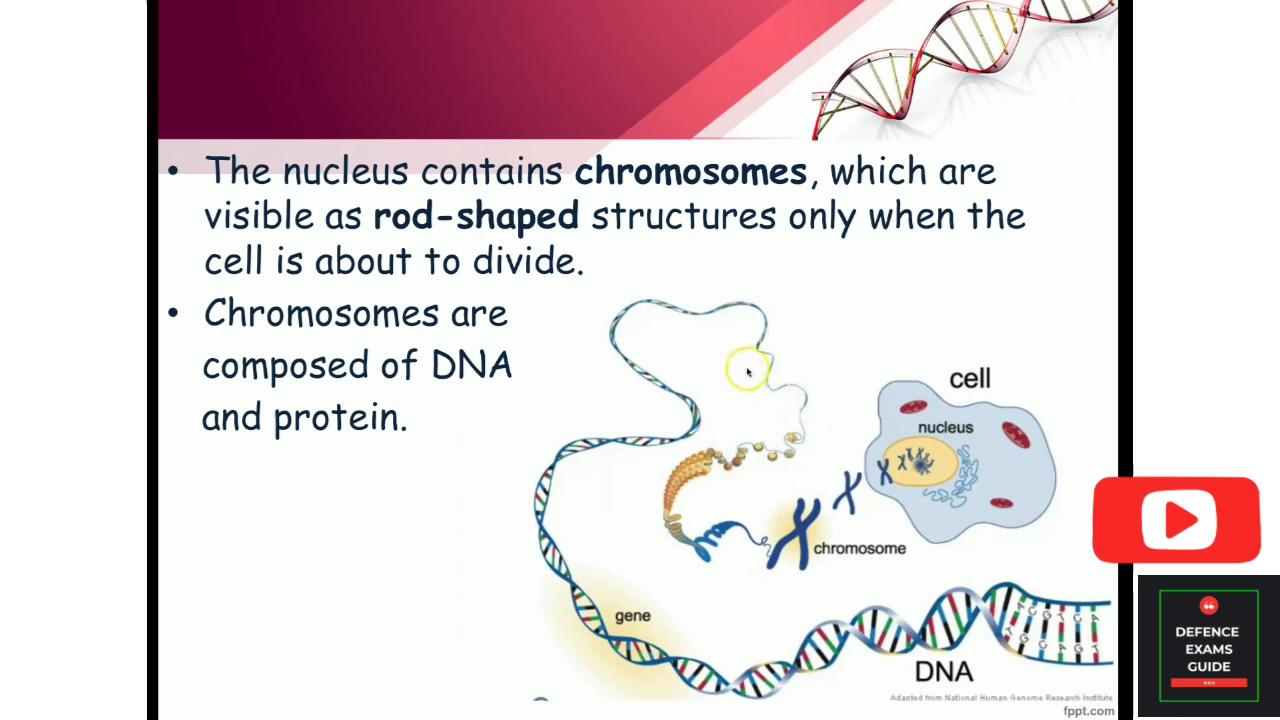 • The nucleus contains chromosomes, which are
visible as rod-shaped structures only when the
cell is about to divide.
• Chromosomes are
composed of DNA
and protein.
cell
nucleus
chromosome
gene
DNA
Adapted from National Human Genome Research Institute
fppt.com
DEFENCE
EXAMS
GUIDE